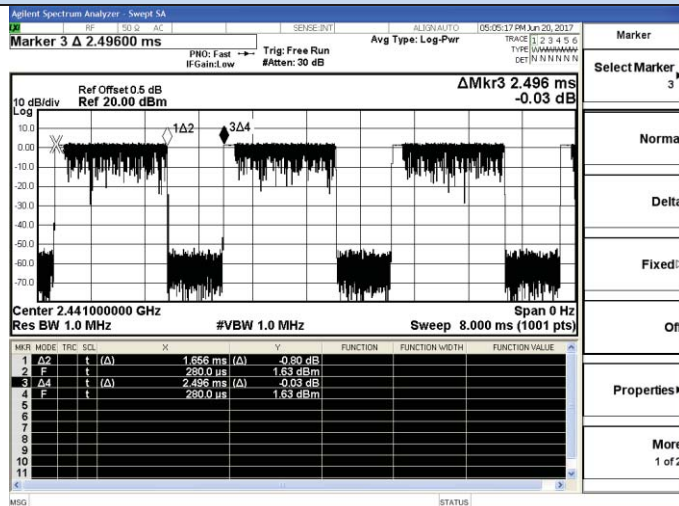 Agilent Spectrum Analyzer - Swept SA
RF 50 Ω AC SENSE:INT ALIGNAUTO 05:05:17 PM Jun 20, 2017
Marker 3 Δ 2.49600 ms
PNO: Fast
IFGain:Low
Trig: Free Run
#Atten: 30 dB
Avg Type: Log-Pwr
TRACE 1 2 3 4 5 6
TYPE WWWWWW
DET N N N N N N
Ref Offset 0.5 dB
Ref 20.00 dBm
10 dB/div
Log
ΔMkr3 2.496 ms
-0.03 dB
10.0
0.00
-10.0
-20.0
-30.0
-40.0
-50.0
-60.0
-70.0
1Δ2
3Δ4
Center 2.441000000 GHz Span 0 Hz
Res BW 1.0 MHz #VBW 1.0 MHz Sweep 8.000 ms (1001 pts)
MKR MODE TRC SCL X Y FUNCTION FUNCTION WIDTH FUNCTION VALUE
1 Δ2 t (Δ) 1.656 ms (Δ) -0.80 dB
2 F t 280.0 µs 1.63 dBm
3 Δ4 t (Δ) 2.496 ms (Δ) -0.03 dB
4 F t 280.0 µs 1.63 dBm
5
6
7
8
9
10
11
MSG STATUS
Marker
Select Marker
3
Norma
Delta
Fixed
Off
Properties
More
1 of 2